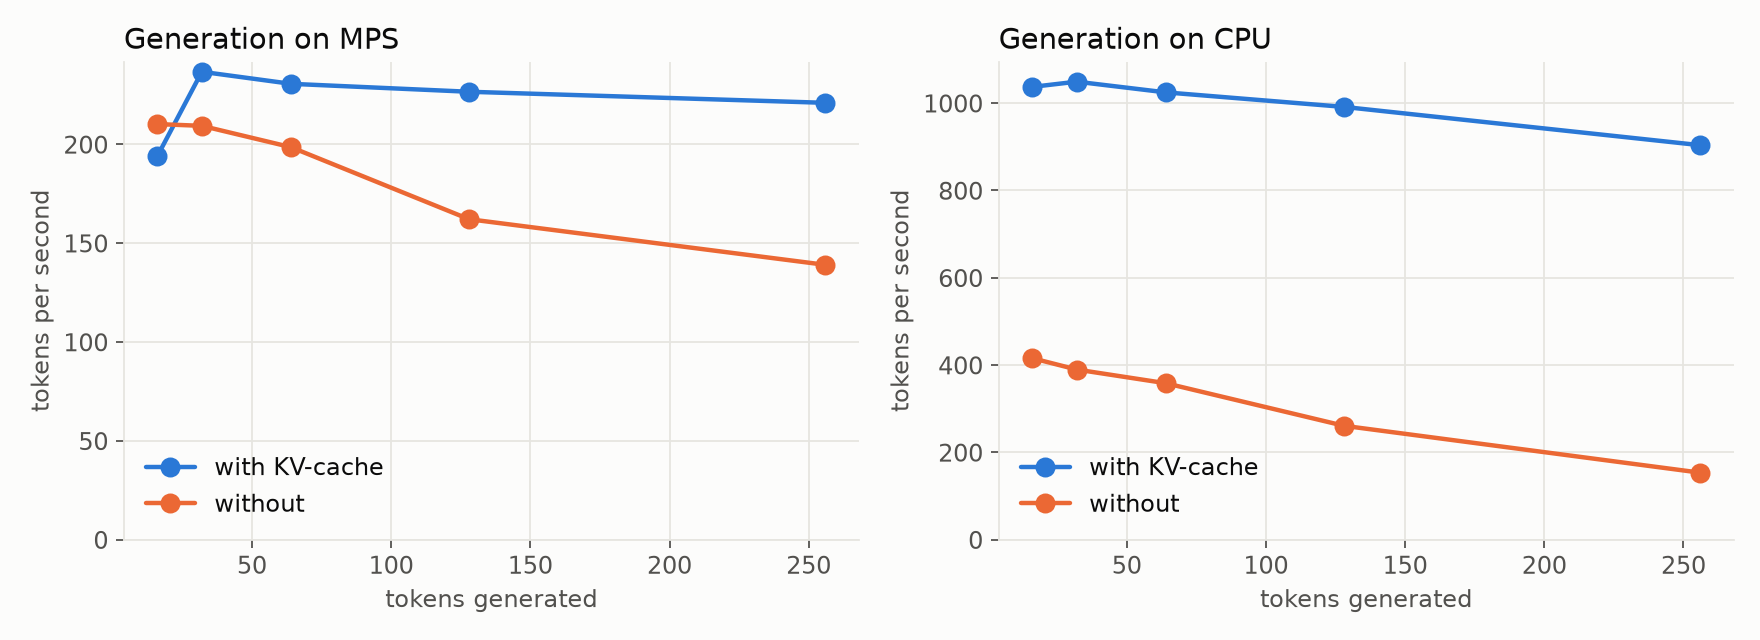 Generation on MPS
tokens per second
200
150
100
50
0
with KV-cache
without
50 100 150 200 250
tokens generated
Generation on CPU
tokens per second
1000
800
600
400
200
0
with KV-cache
without
50 100 150 200 250
tokens generated